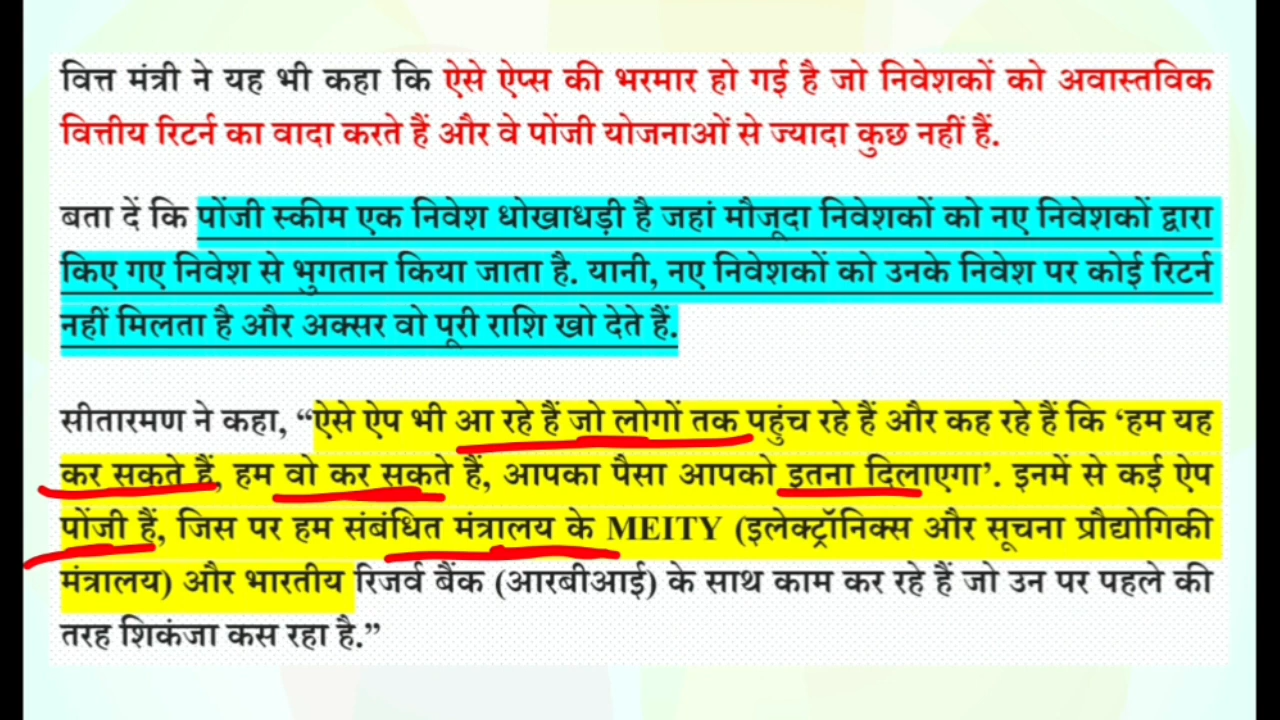 वित्त मंत्री ने यह भी कहा कि ऐसे ऐप्स की भरमार हो गई है जो निवेशकों को अवास्तविक
वित्तीय रिटर्न का वादा करते हैं और वे पोंजी योजनाओं से ज्यादा कुछ नहीं हैं.
बता दें कि पोंजी स्कीम एक निवेश धोखाधड़ी है जहां मौजूदा निवेशकों को नए निवेशकों द्वारा
किए गए निवेश से भुगतान किया जाता है. यानी, नए निवेशकों को उनके निवेश पर कोई रिटर्न
नहीं मिलता है और अक्सर वो पूरी राशि खो देते हैं.
सीतारमण ने कहा, “ऐसे ऐप भी आ रहे हैं जो लोगों तक पहुंच रहे हैं और कह रहे हैं कि ‘हम यह
कर सकते हैं, हम वो कर सकते हैं, आपका पैसा आपको इतना दिलाएगा’. इनमें से कई ऐप
पोंजी हैं, जिस पर हम संबंधित मंत्रालय के MEITY (इलेक्ट्रॉनिक्स और सूचना प्रौद्योगिकी
मंत्रालय) और भारतीय रिजर्व बैंक (आरबीआई) के साथ काम कर रहे हैं जो उन पर पहले की
तरह शिकंजा कस रहा है.”